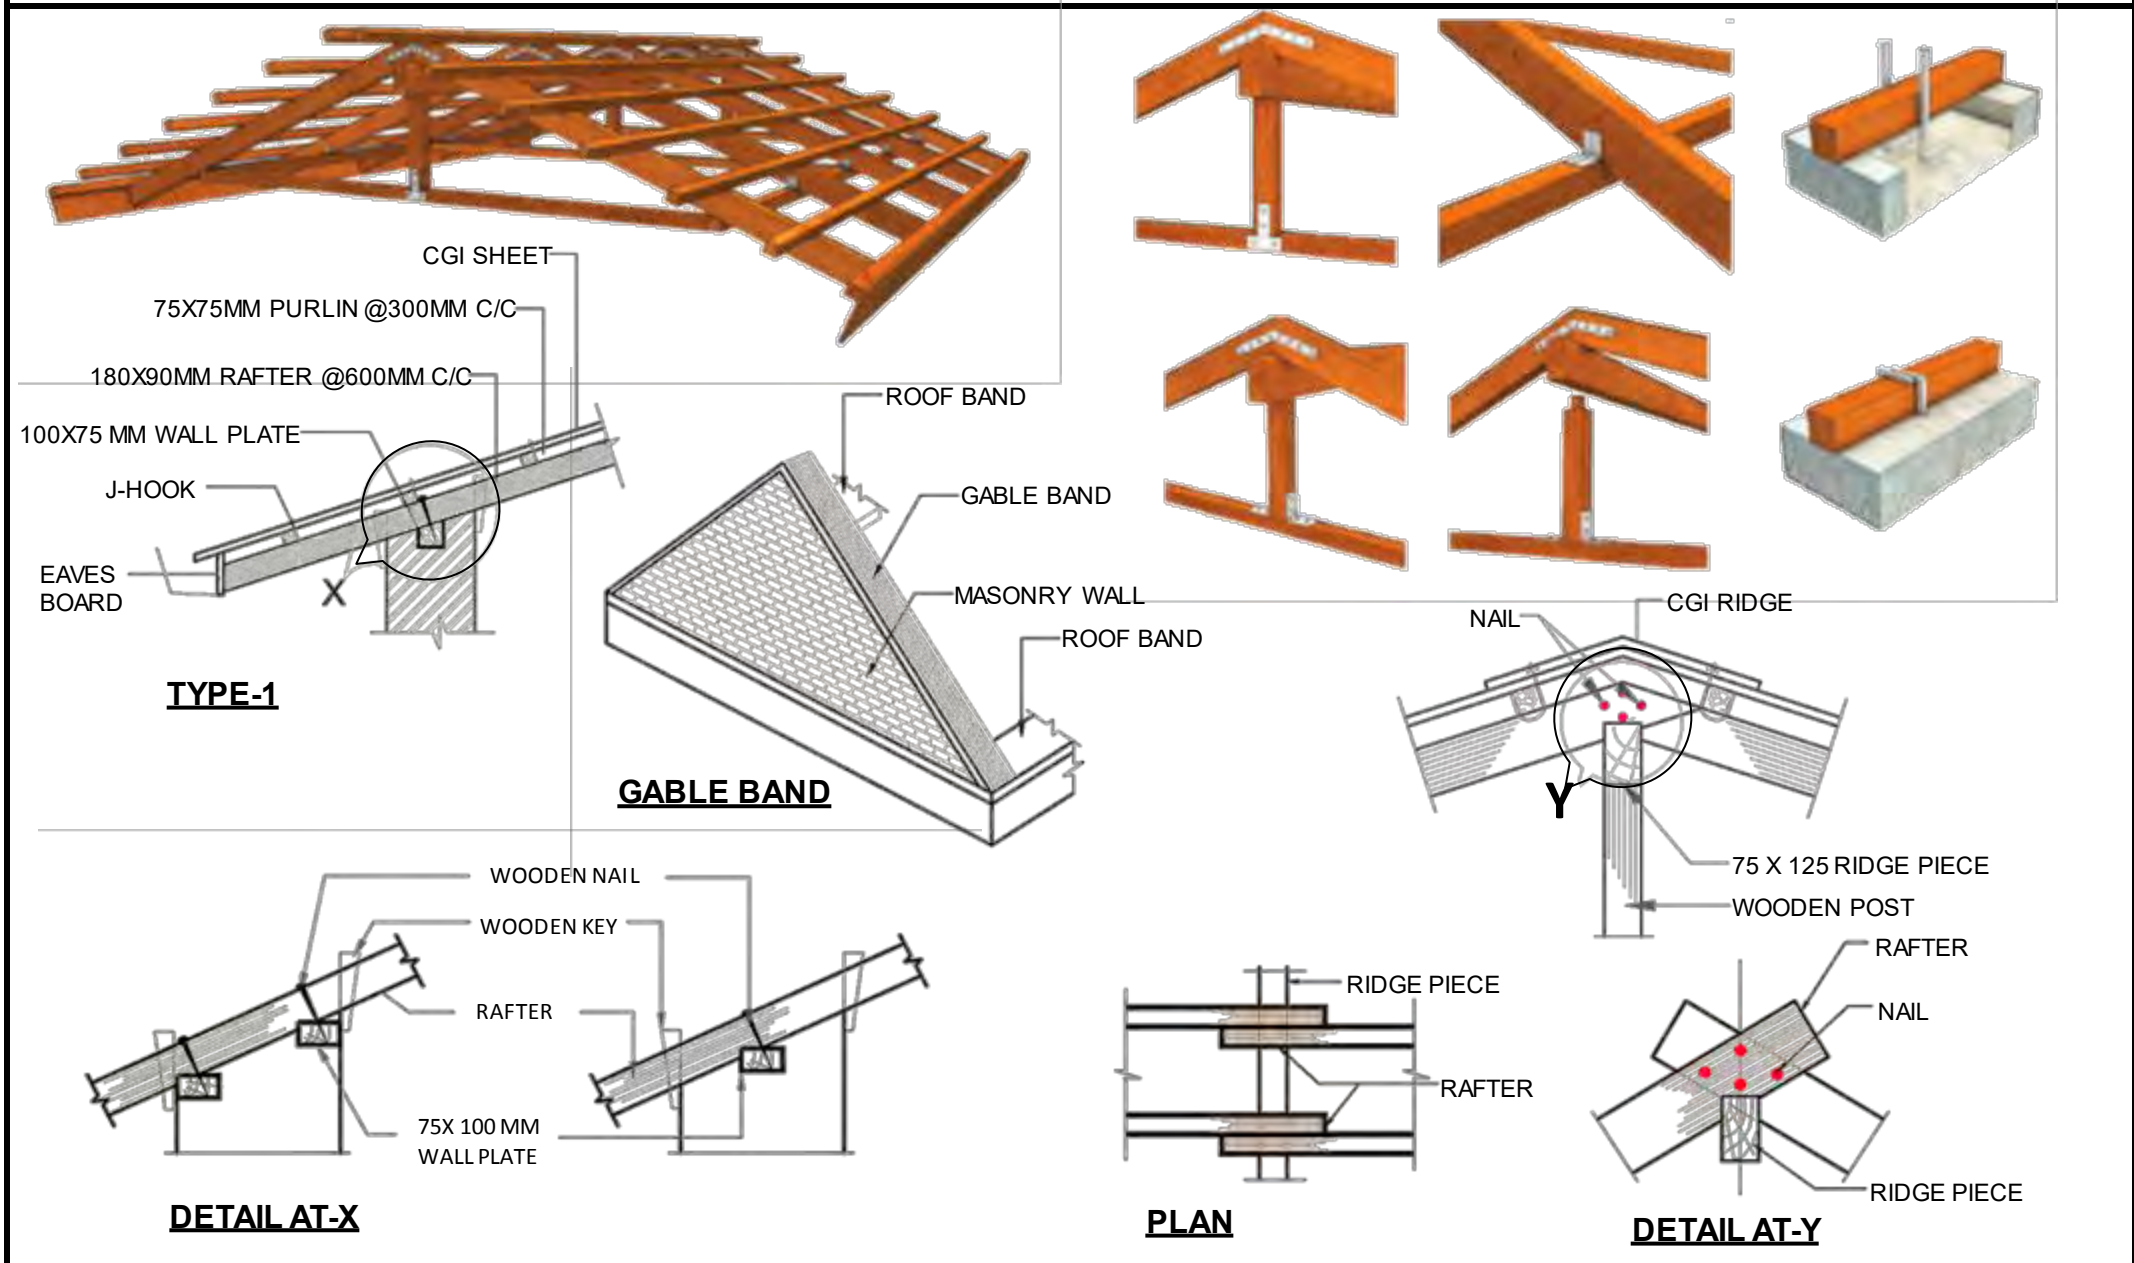 CGI SHEET
75X75MM PURLIN @300MM C/C
180X90MM RAFTER @600MM C/C
100X75 MM WALL PLATE
J-HOOK
EAVES
BOARD
X
TYPE-1
ROOF BAND
GABLE BAND
MASONRY WALL
ROOF BAND
GABLE BAND
NAIL
CGI RIDGE
Y
75 X 125 RIDGE PIECE
WOODEN POST
WOODEN NAIL
WOODEN KEY
RAFTER
75X 100 MM
WALL PLATE
DETAIL AT-X
RIDGE PIECE
RAFTER
PLAN
RAFTER
NAIL
RIDGE PIECE
DETAIL AT-Y